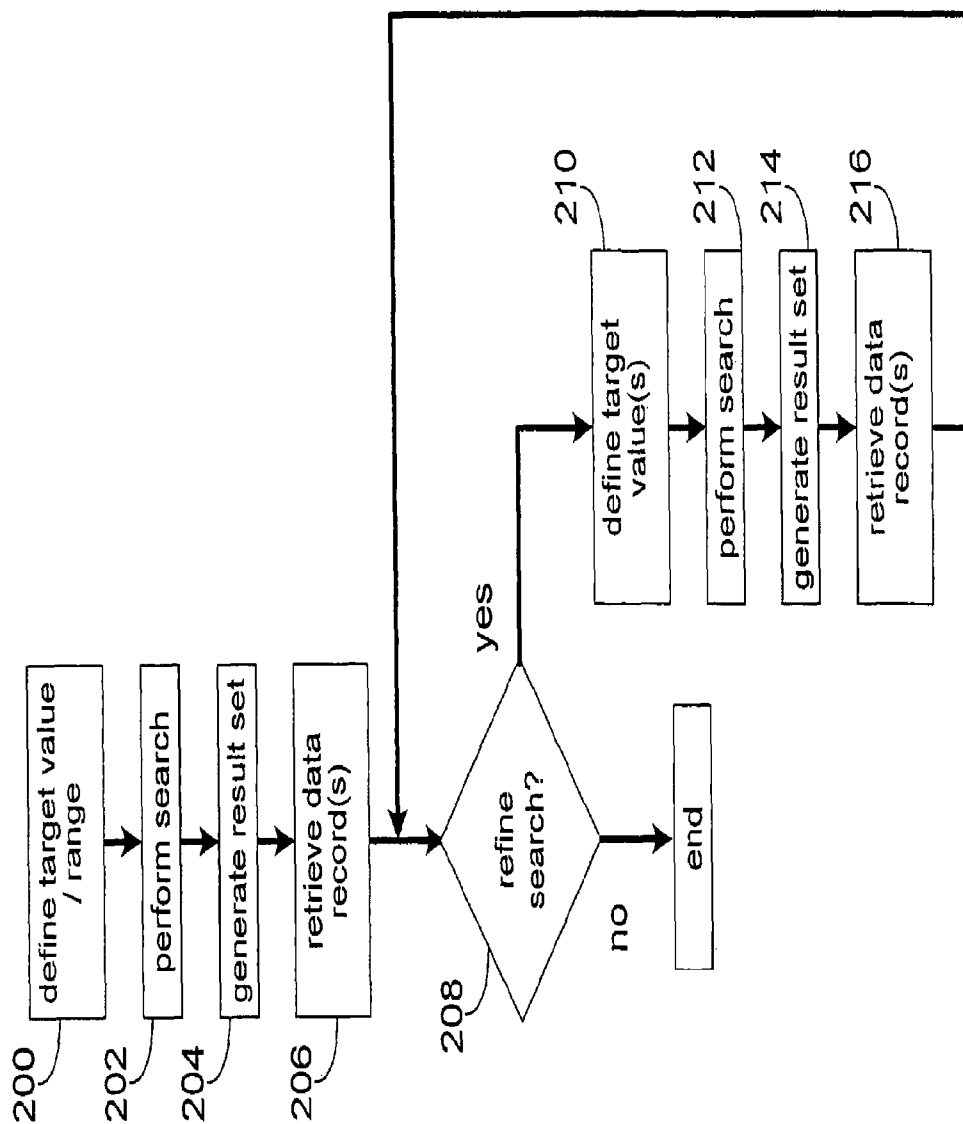 200
define target value
/ range
202
perform search
204
generate result set
206
retrieve data
record(s)
208
refine
search?
yes
no
end
210
define target
value(s)
212
perform search
214
generate result set
216
retrieve data
record(s)